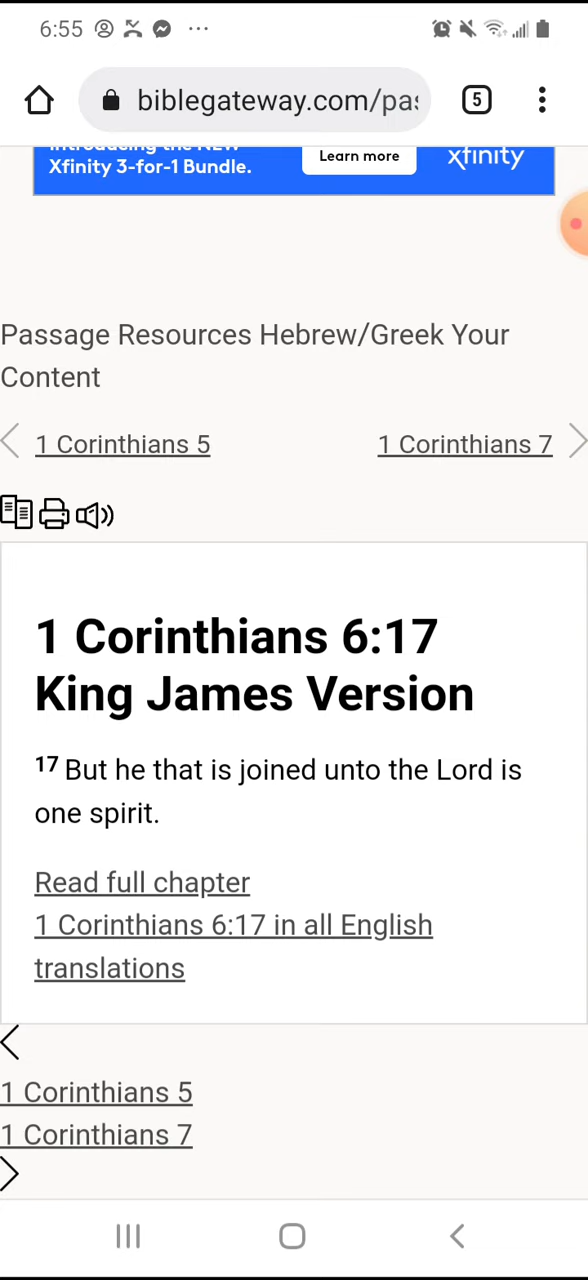 6:55
biblegateway.com/pas
5
Introducing the NEW
Xfinity 3-for-1 Bundle.
Learn more
xfinity
Passage Resources Hebrew/Greek Your
Content
1 Corinthians 5
1 Corinthians 7
1 Corinthians 6:17
King James Version
17 But he that is joined unto the Lord is
one spirit.
Read full chapter
1 Corinthians 6:17 in all English
translations
1 Corinthians 5
1 Corinthians 7